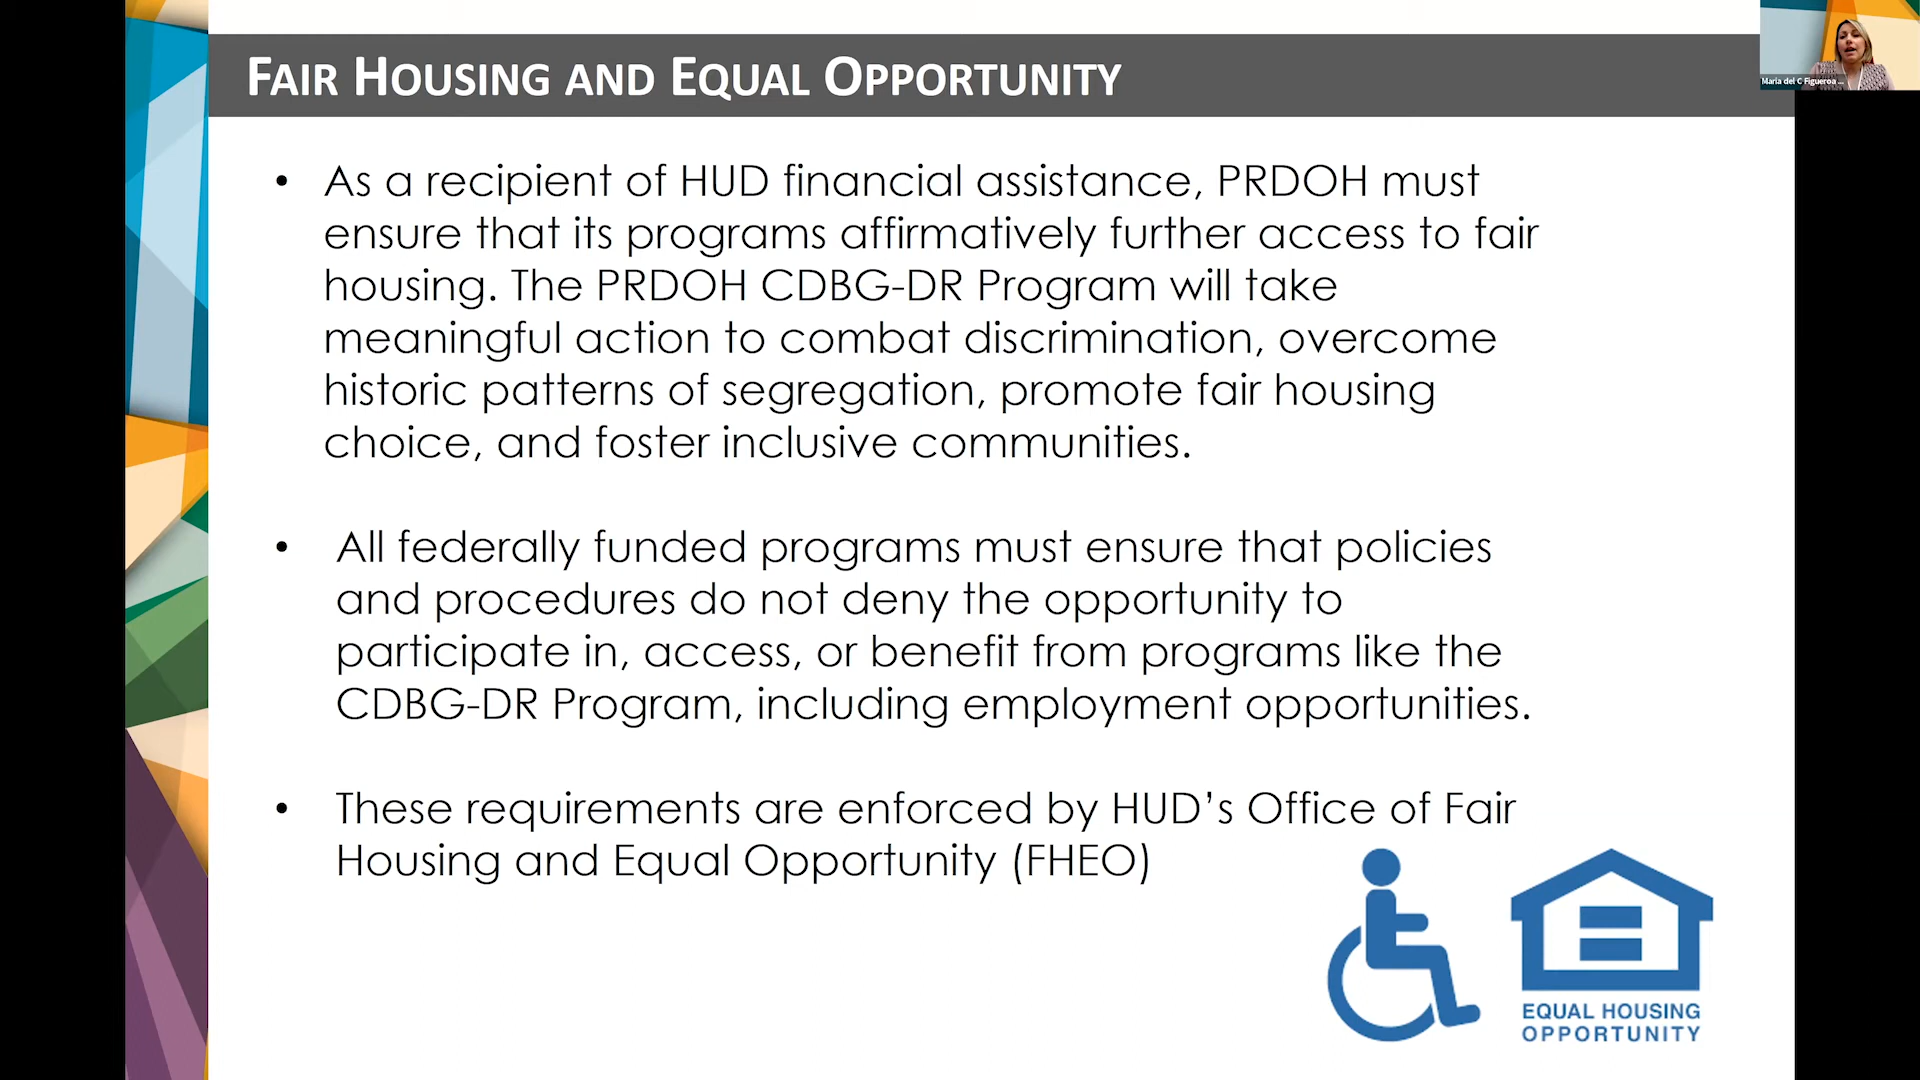 FAIR HOUSING AND EQUAL OPPORTUNITY
Maria del C Figueroa ...
• As a recipient of HUD financial assistance, PRDOH must
ensure that its programs affirmatively further access to fair
housing. The PRDOH CDBG-DR Program will take
meaningful action to combat discrimination, overcome
historic patterns of segregation, promote fair housing
choice, and foster inclusive communities.
• All federally funded programs must ensure that policies
and procedures do not deny the opportunity to
participate in, access, or benefit from programs like the
CDBG-DR Program, including employment opportunities.
• These requirements are enforced by HUD’s Office of Fair
Housing and Equal Opportunity (FHEO)
EQUAL HOUSING
OPPORTUNITY